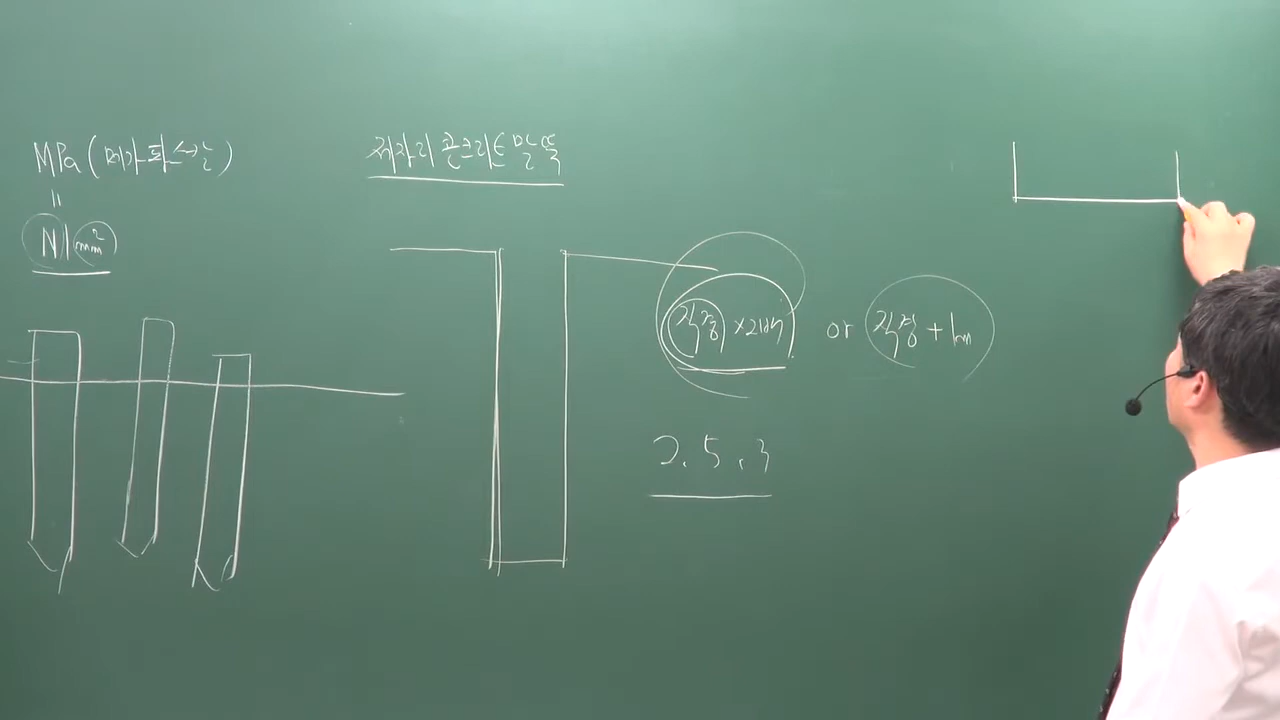 MPa (메가파스칼)
=
N/mm²
제자리 콘크리트 말뚝
직경 × 2배 or 직경 + 1m
2. 5. 3